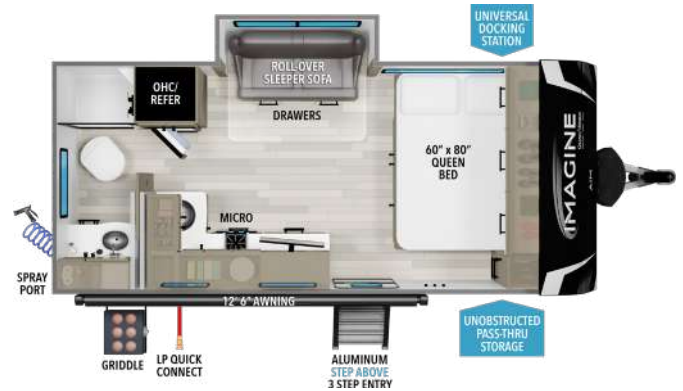 UNIVERSAL
DOCKING
STATION
OHC/
REFER
ROLL-OVER
SLEEPER SOFA
DRAWERS
60" x 80"
QUEEN
BED
IMAGINE
AIM
MICRO
SPRAY
PORT
12' 6" AWNING
GRIDDLE
LP QUICK
CONNECT
ALUMINUM
STEP ABOVE
3 STEP ENTRY
UNOBSTRUCTED
PASS-THRU
STORAGE